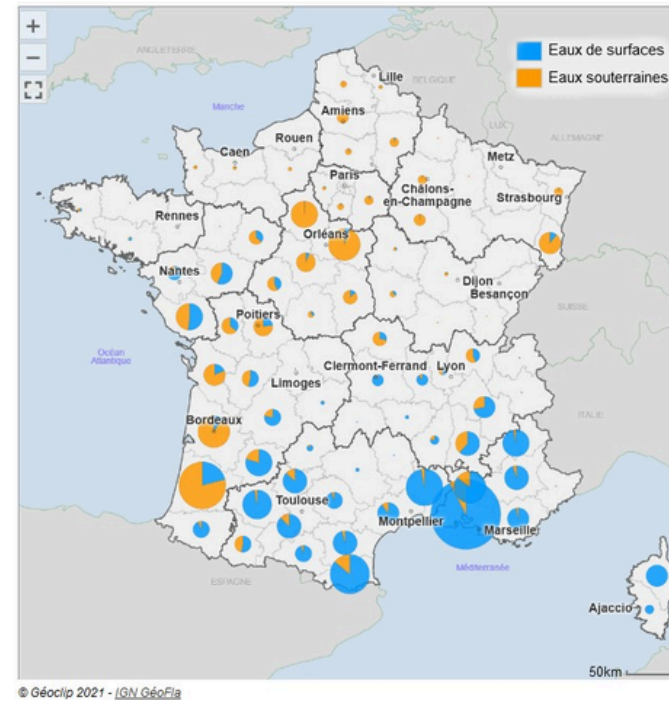 +
−
Eaux de surfaces
Eaux souterraines
ANGLETERRE
Lille
BELGIQUE
Manche
Amiens
LUX
ALLEMAGNE
Rouen
Caen
Metz
Paris
Châlons-
en-Champagne
Strasbourg
Rennes
Orléans
Nantes
Dijon
Besançon
SUISSE
Poitiers
Océan
Atlantique
Clermont-Ferrand
Lyon
Limoges
ITALIE
Bordeaux
Toulouse
Montpellier
Marseille
ESPAGNE
Méditerranée
Ajaccio
50km
© Géoclip 2021 - IGN GéoFla